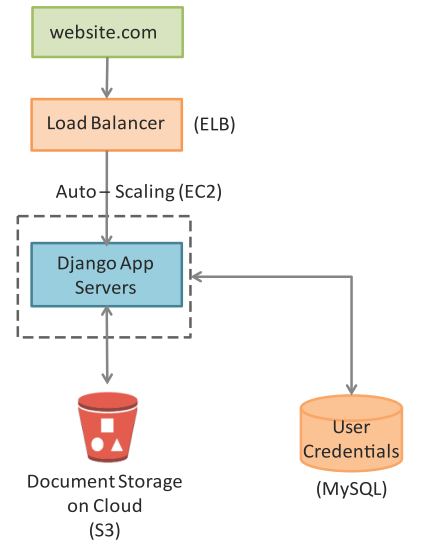 website.com
Load Balancer
(ELB)
Auto – Scaling (EC2)
Django App
Servers
User
Credentials
(MySQL)
Document Storage
on Cloud
(S3)